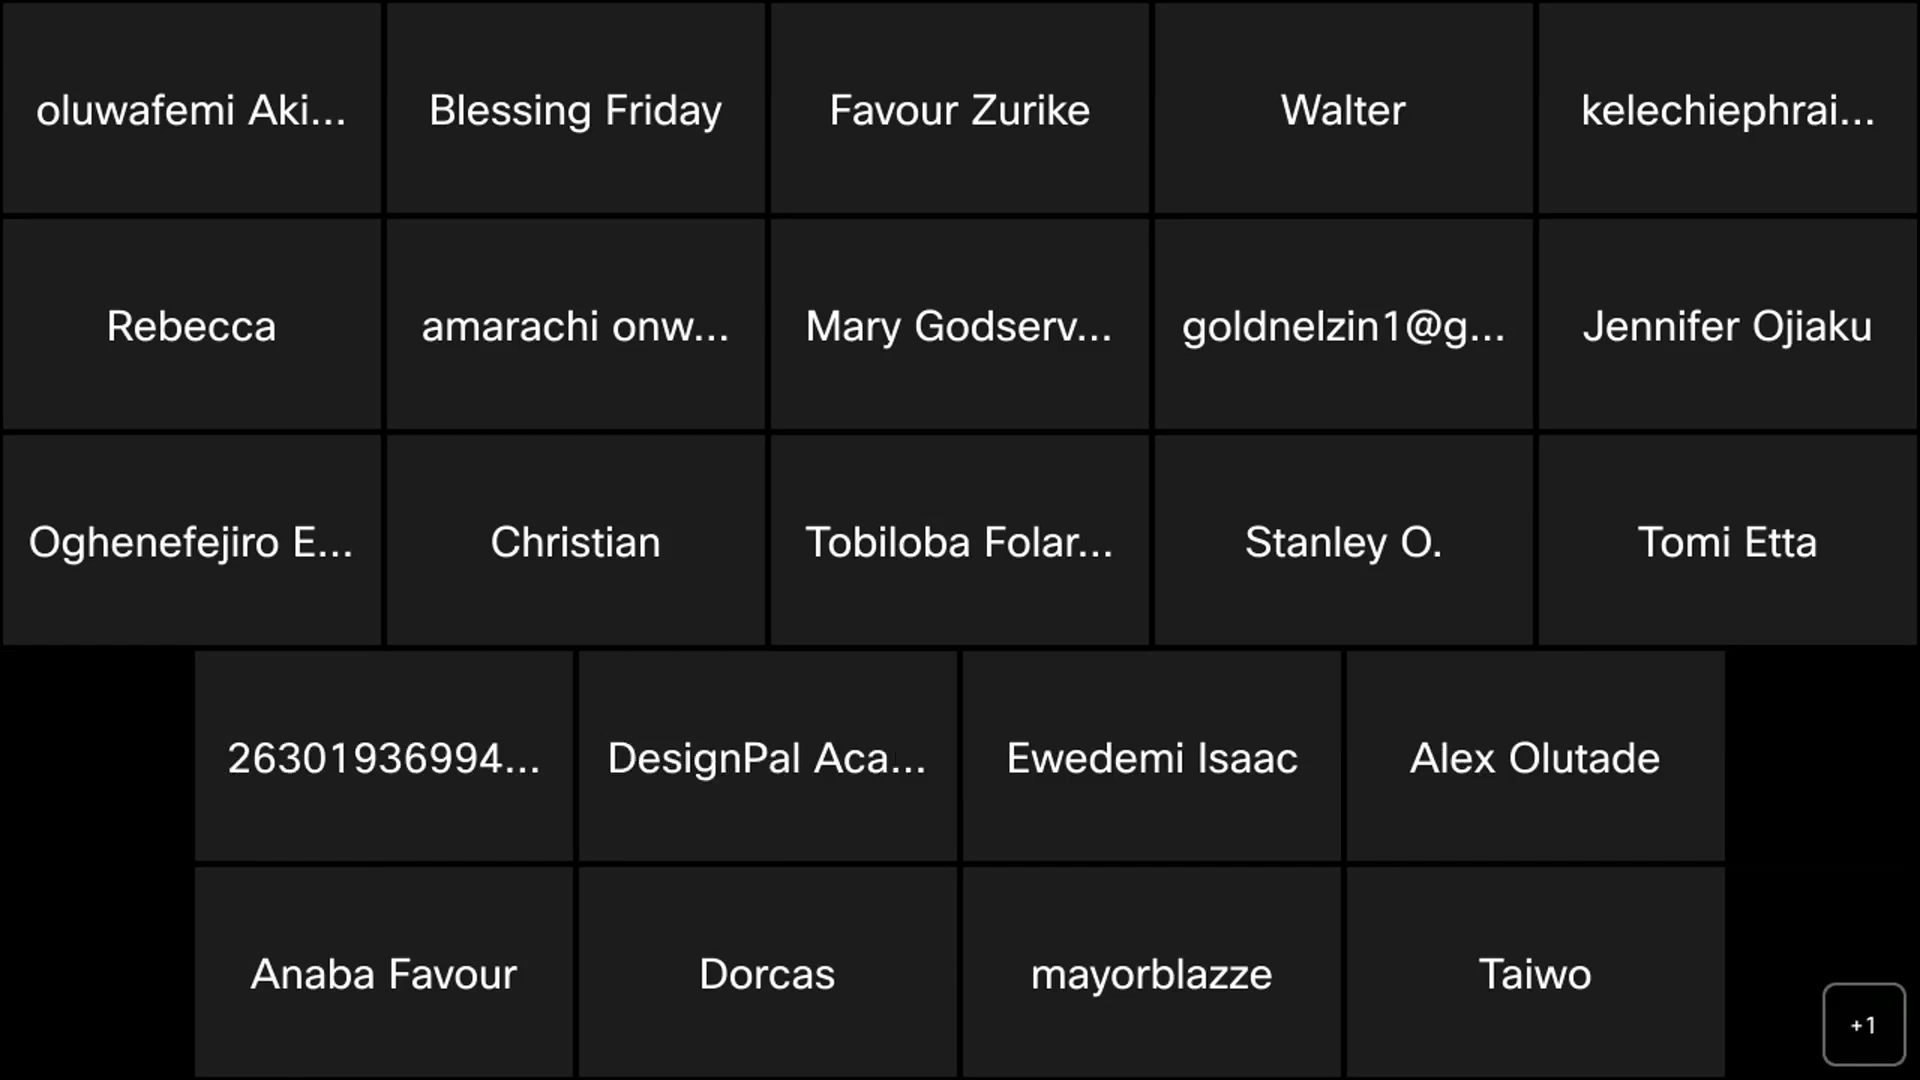 oluwafemi Aki...
Blessing Friday
Favour Zurike
Walter
kelechiephrai...
Rebecca
amarachi onw...
Mary Godserv...
goldnelzin1@g...
Jennifer Ojiaku
Oghenefejiro E...
Christian
Tobiloba Folar...
Stanley O.
Tomi Etta
26301936994...
DesignPal Aca...
Ewedemi Isaac
Alex Olutade
Anaba Favour
Dorcas
mayorblazze
Taiwo
+1